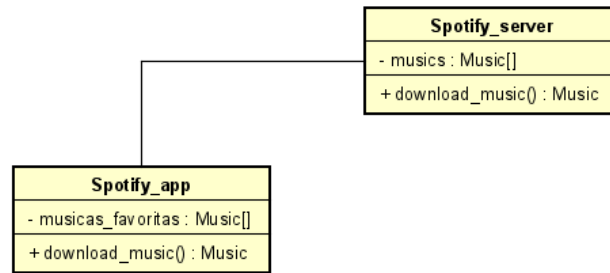 Spotify_server
- musics : Music[]
+ download_music() : Music
Spotify_app
- musicas_favoritas : Music[]
+ download_music() : Music